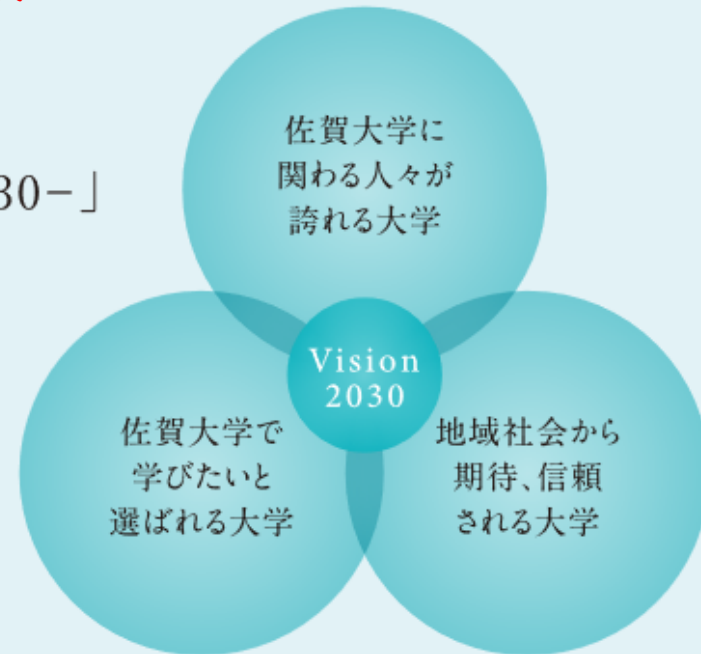 佐賀大学に
関わる人々が
誇れる大学
30−」
Vision
2030
佐賀大学で
学びたいと
選ばれる大学
地域社会から
期待、信頼
される大学